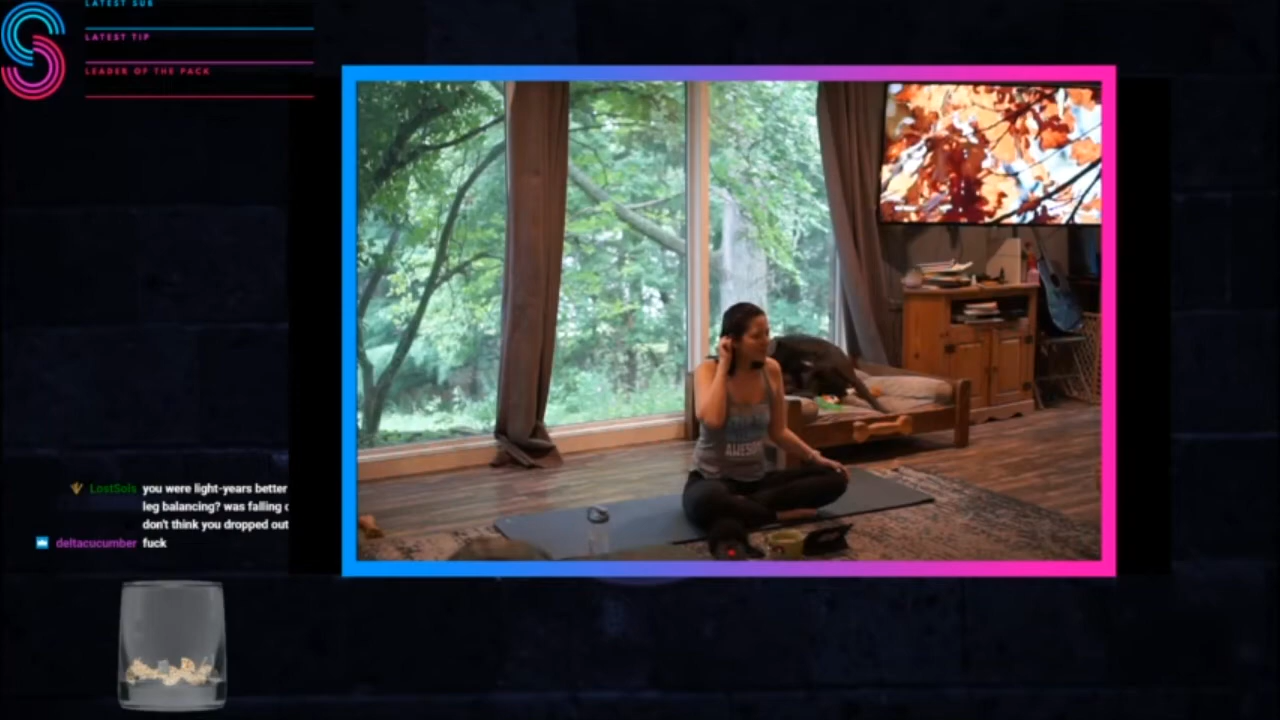 LATEST SUB
LATEST TIP
LEADER OF THE PACK
LostSols you were light-years better
leg balancing? was falling
don't think you dropped out
deltacucumber fuck
AWESO